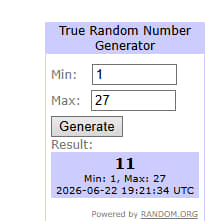 True Random Number
Generator
Min: 1
Max: 27
Generate
Result:
11
Min: 1, Max: 27
2026-06-22 19:21:34 UTC
Powered by RANDOM.ORG